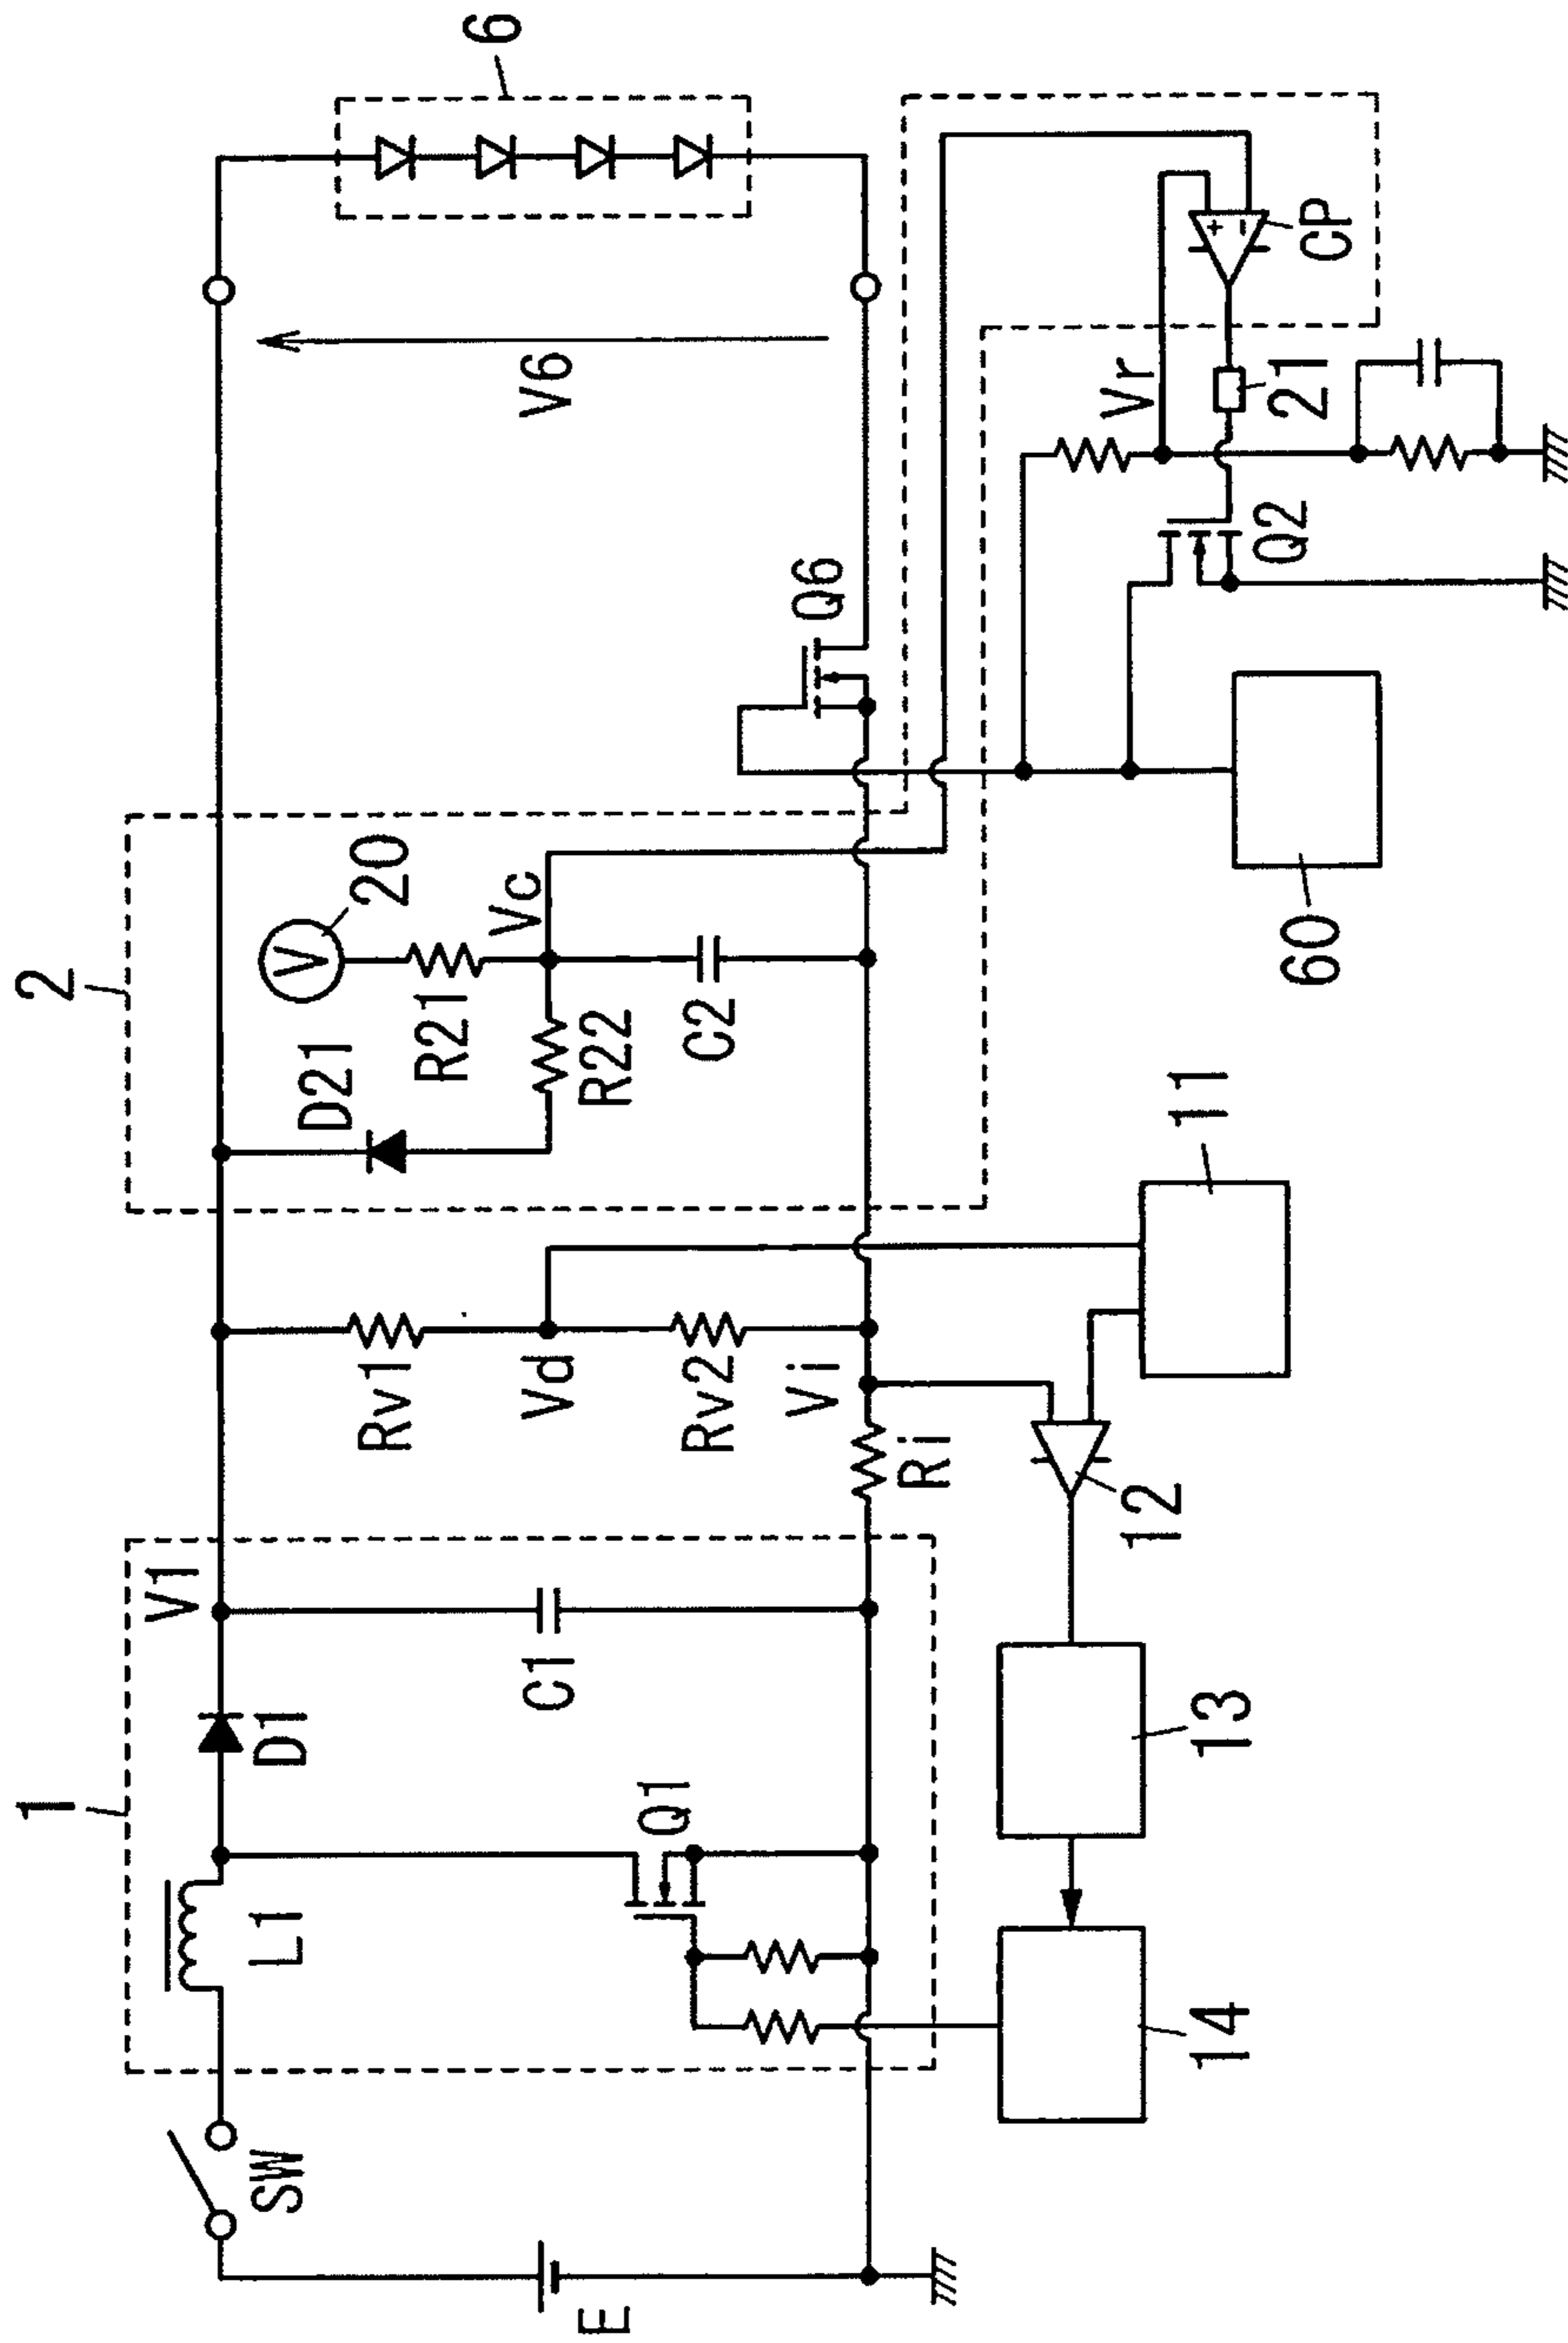 1
2
V1
L1
D1
SW
E
Q1
C1
Rv1
Vd
Rv2
Vi
Ri
D21
V
20
R21
Vc
R22
C2
V6
6
Q6
11
12
13
14
60
Q2
Vr
21
+
−
CP